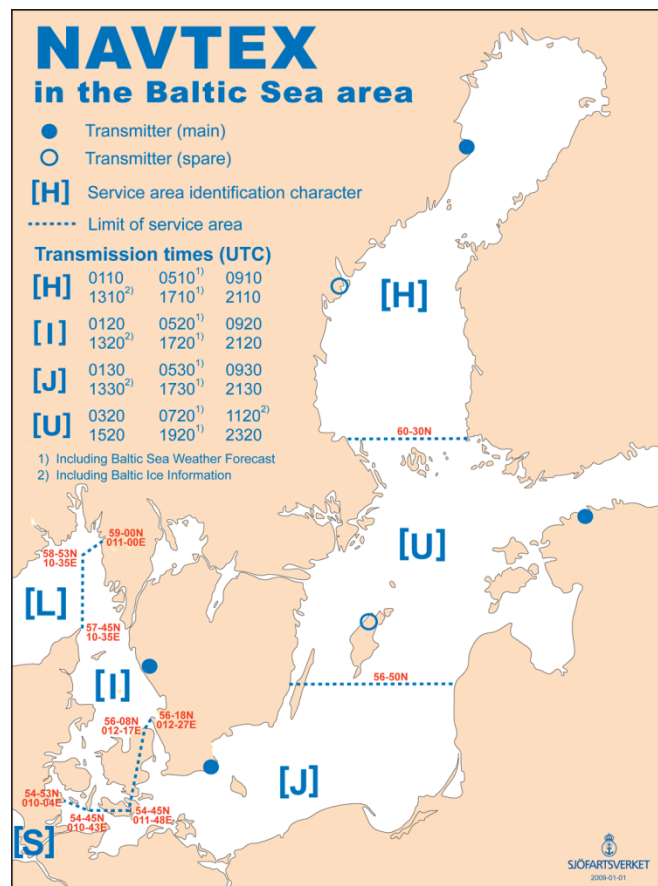 NAVTEX
in the Baltic Sea area
Transmitter (main)
Transmitter (spare)
[H] Service area identification character
Limit of service area
Transmission times (UTC)
[H] 0110 0510¹⁾ 0910
1310²⁾ 1710¹⁾ 2110
[I] 0120 0520¹⁾ 0920
1320²⁾ 1720¹⁾ 2120
[J] 0130 0530¹⁾ 0930
1330²⁾ 1730¹⁾ 2130
[U] 0320 0720¹⁾ 1120²⁾
1520 1920¹⁾ 2320
1) Including Baltic Sea Weather Forecast
2) Including Baltic Ice Information
[H]
60-30N
59-00N
011-00E
58-53N
10-35E
[U]
[L]
57-45N
10-35E
[I]
56-50N
56-18N
012-27E
56-08N
012-17E
[J]
54-53N
010-04E
54-45N
010-43E
54-45N
011-48E
[S]
SJÖFARTSVERKET
2009-01-01